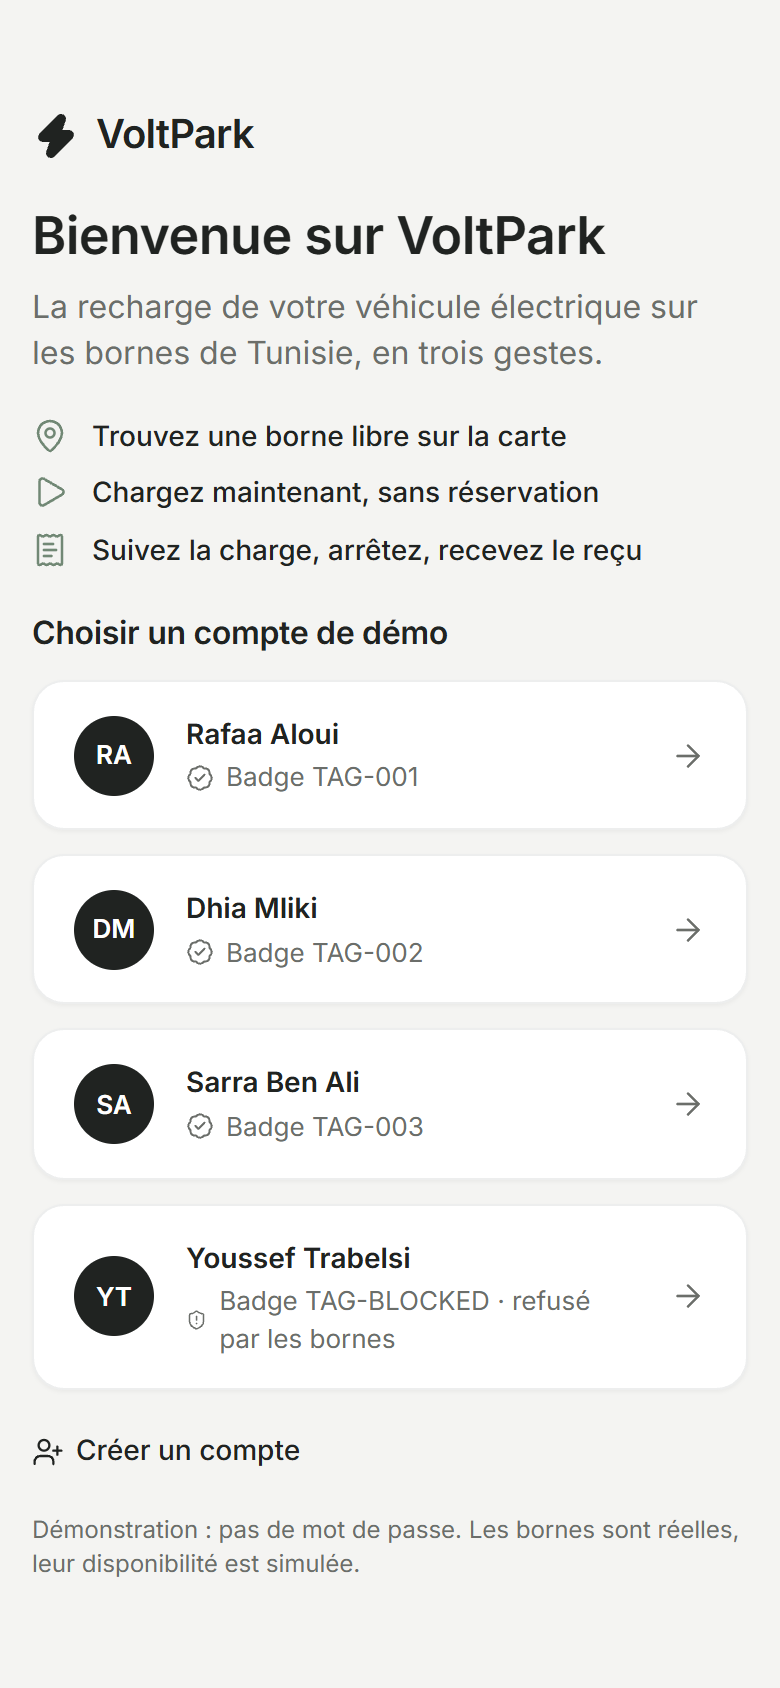 VoltPark
Bienvenue sur VoltPark
La recharge de votre véhicule électrique sur
les bornes de Tunisie, en trois gestes.
Trouvez une borne libre sur la carte
Chargez maintenant, sans réservation
Suivez la charge, arrêtez, recevez le reçu
Choisir un compte de démo
RA
Rafaa Aloui
Badge TAG-001
DM
Dhia Mliki
Badge TAG-002
SA
Sarra Ben Ali
Badge TAG-003
YT
Youssef Trabelsi
Badge TAG-BLOCKED · refusé
par les bornes
Créer un compte
Démonstration : pas de mot de passe. Les bornes sont réelles,
leur disponibilité est simulée.